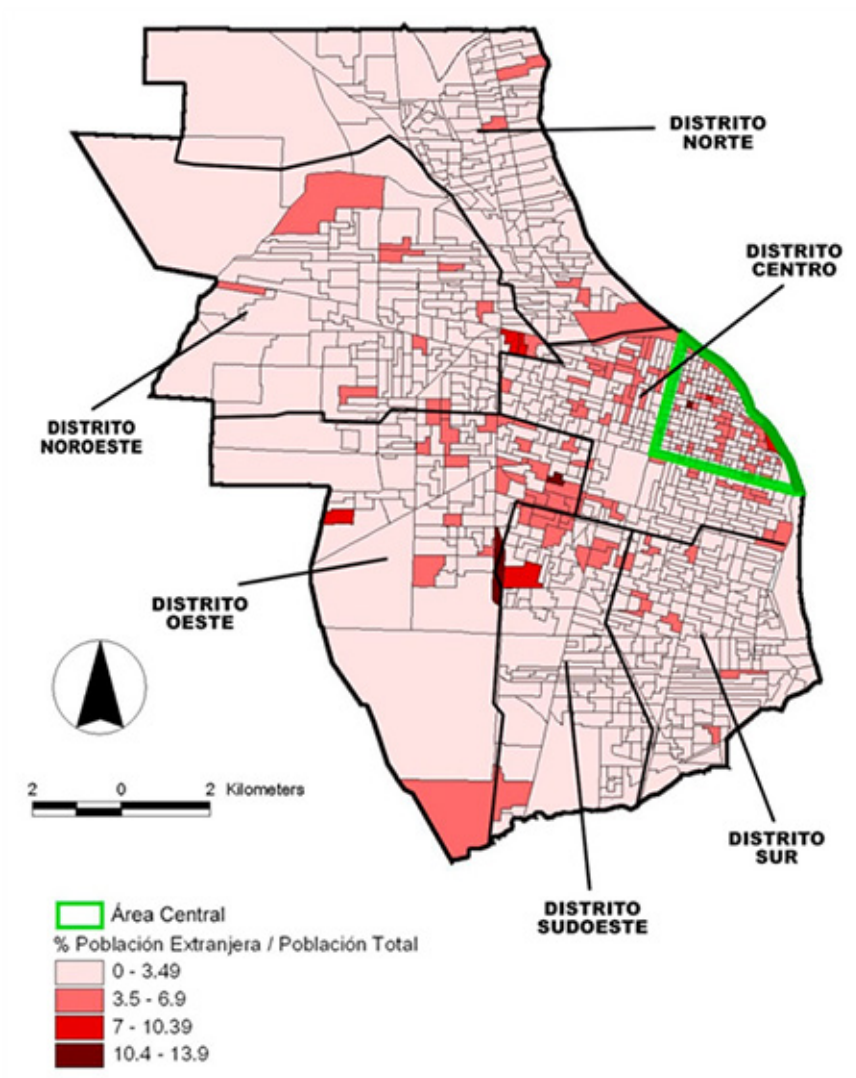 DISTRITO
NORTE
DISTRITO
CENTRO
DISTRITO
NOROESTE
DISTRITO
OESTE
2 0 2 Kilometers
DISTRITO
SUR
DISTRITO
SUDOESTE
Área Central
% Población Extranjera / Población Total
0 - 3.49
3.5 - 6.9
7 - 10.39
10.4 - 13.9